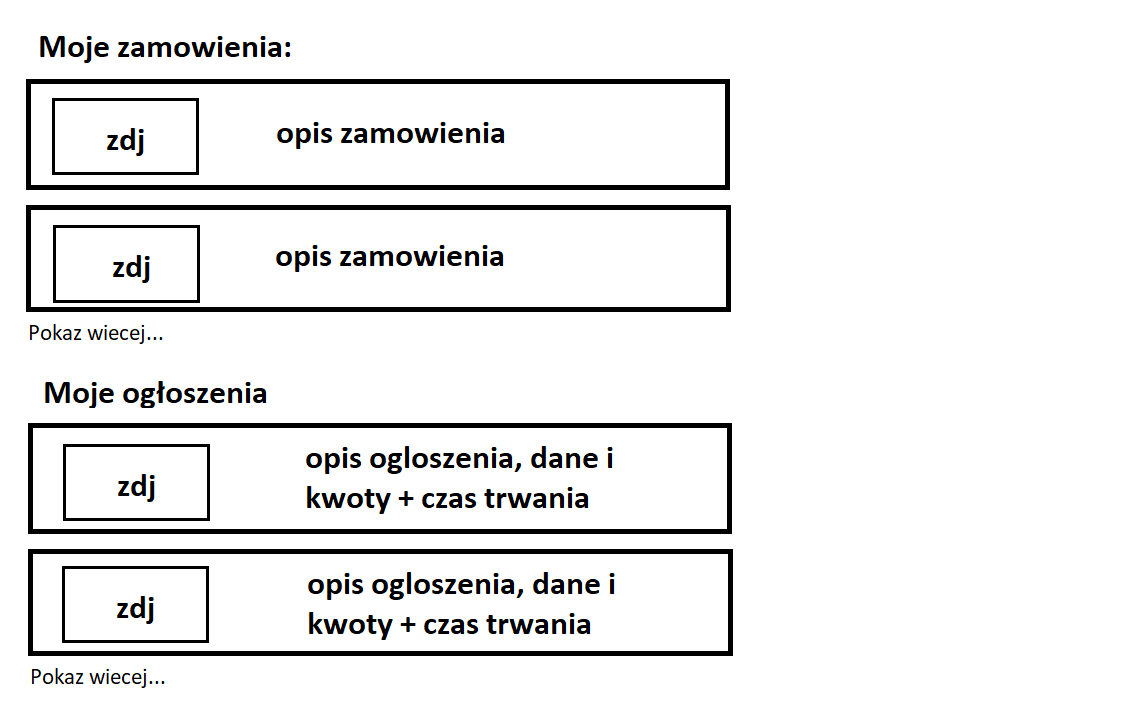 Moje zamowienia:
zdj
opis zamowienia
zdj
opis zamowienia
Pokaz wiecej...
Moje ogłoszenia
zdj
opis ogloszenia, dane i
kwoty + czas trwania
zdj
opis ogloszenia, dane i
kwoty + czas trwania
Pokaz wiecej...